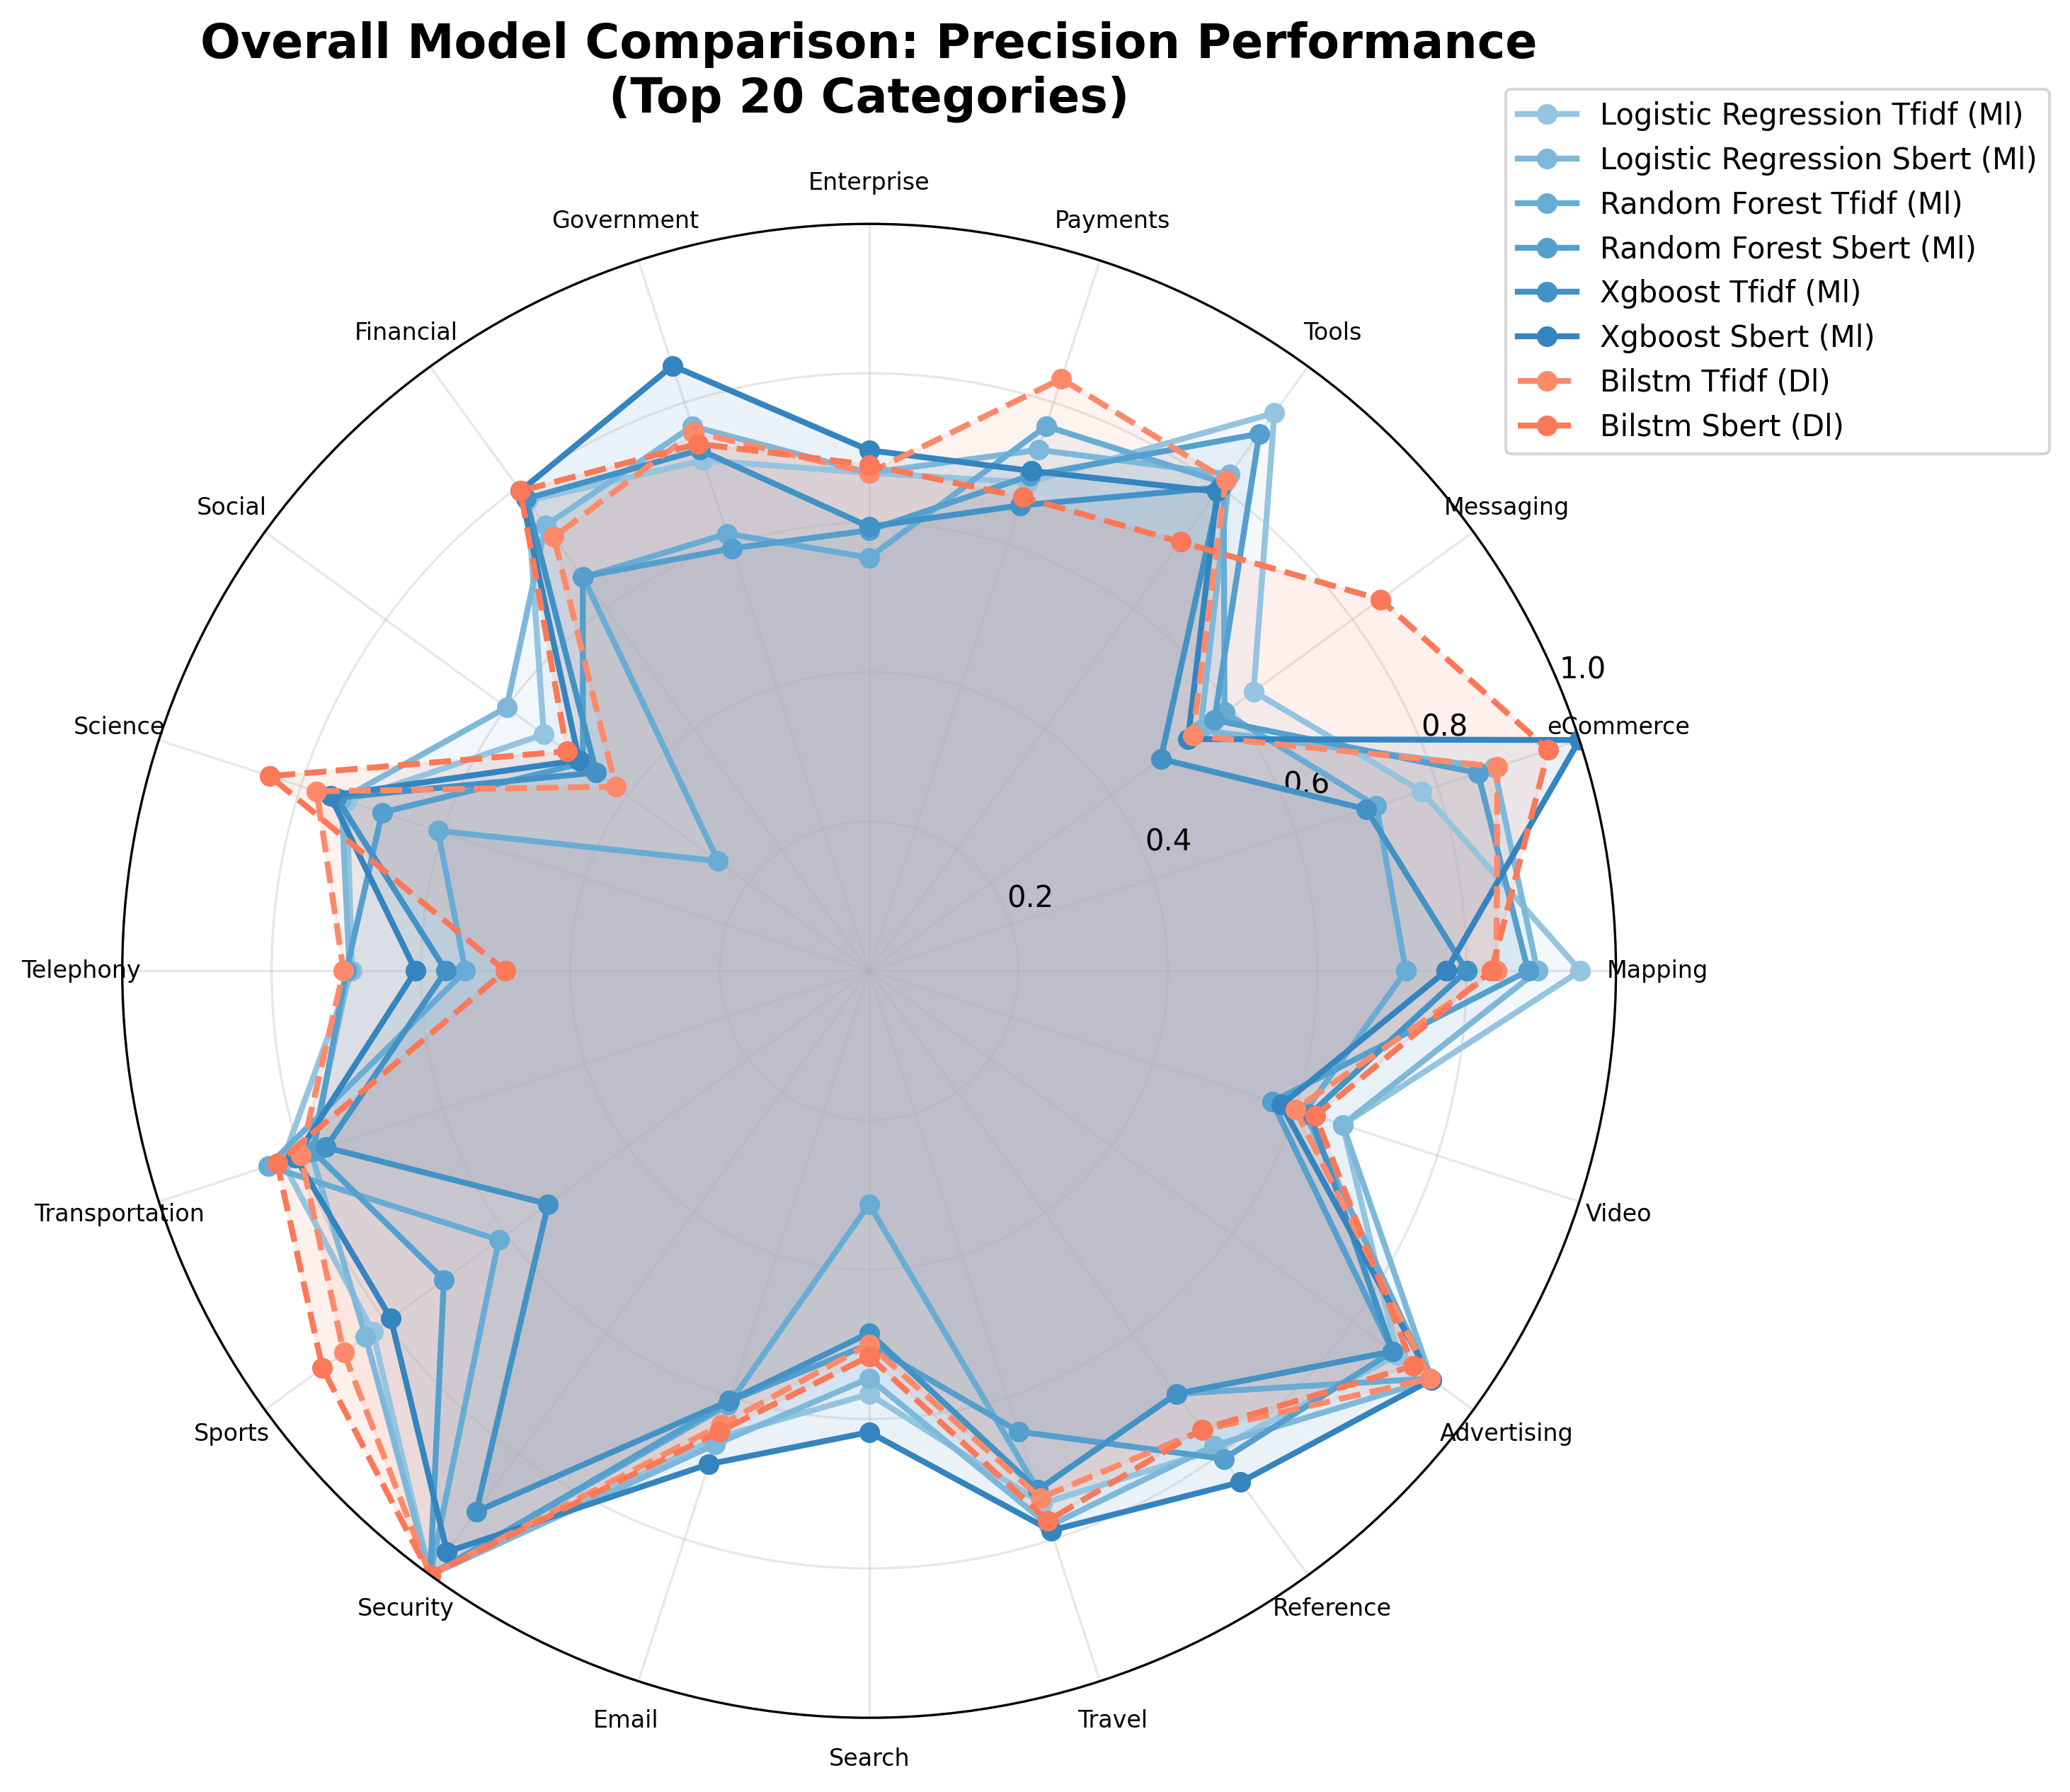 Overall Model Comparison: Precision Performance
(Top 20 Categories)
Logistic Regression Tfidf (Ml)
Logistic Regression Sbert (Ml)
Random Forest Tfidf (Ml)
Random Forest Sbert (Ml)
Xgboost Tfidf (Ml)
Xgboost Sbert (Ml)
Bilstm Tfidf (Dl)
Bilstm Sbert (Dl)
Enterprise
Government
Payments
Financial
Tools
Social
Messaging
1.0
Science
0.8
eCommerce
0.6
0.4
0.2
Telephony
Mapping
Transportation
Video
Sports
Advertising
Security
Reference
Email
Travel
Search